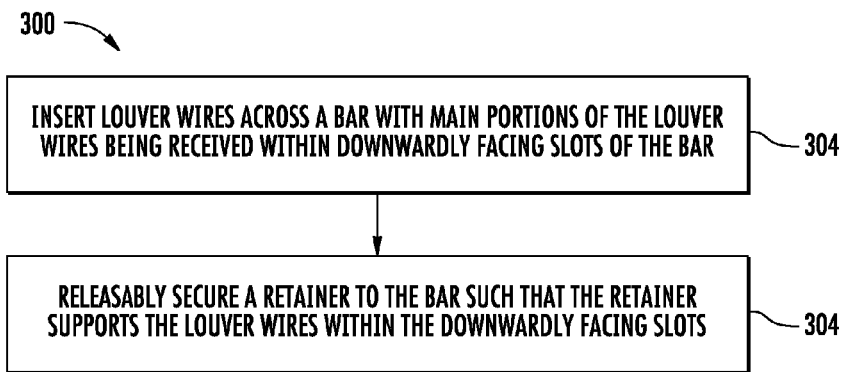 300
INSERT LOUVER WIRES ACROSS A BAR WITH MAIN PORTIONS OF THE LOUVER
WIRES BEING RECEIVED WITHIN DOWNWARDLY FACING SLOTS OF THE BAR
304
RELEASABLY SECURE A RETAINER TO THE BAR SUCH THAT THE RETAINER
SUPPORTS THE LOUVER WIRES WITHIN THE DOWNWARDLY FACING SLOTS
304